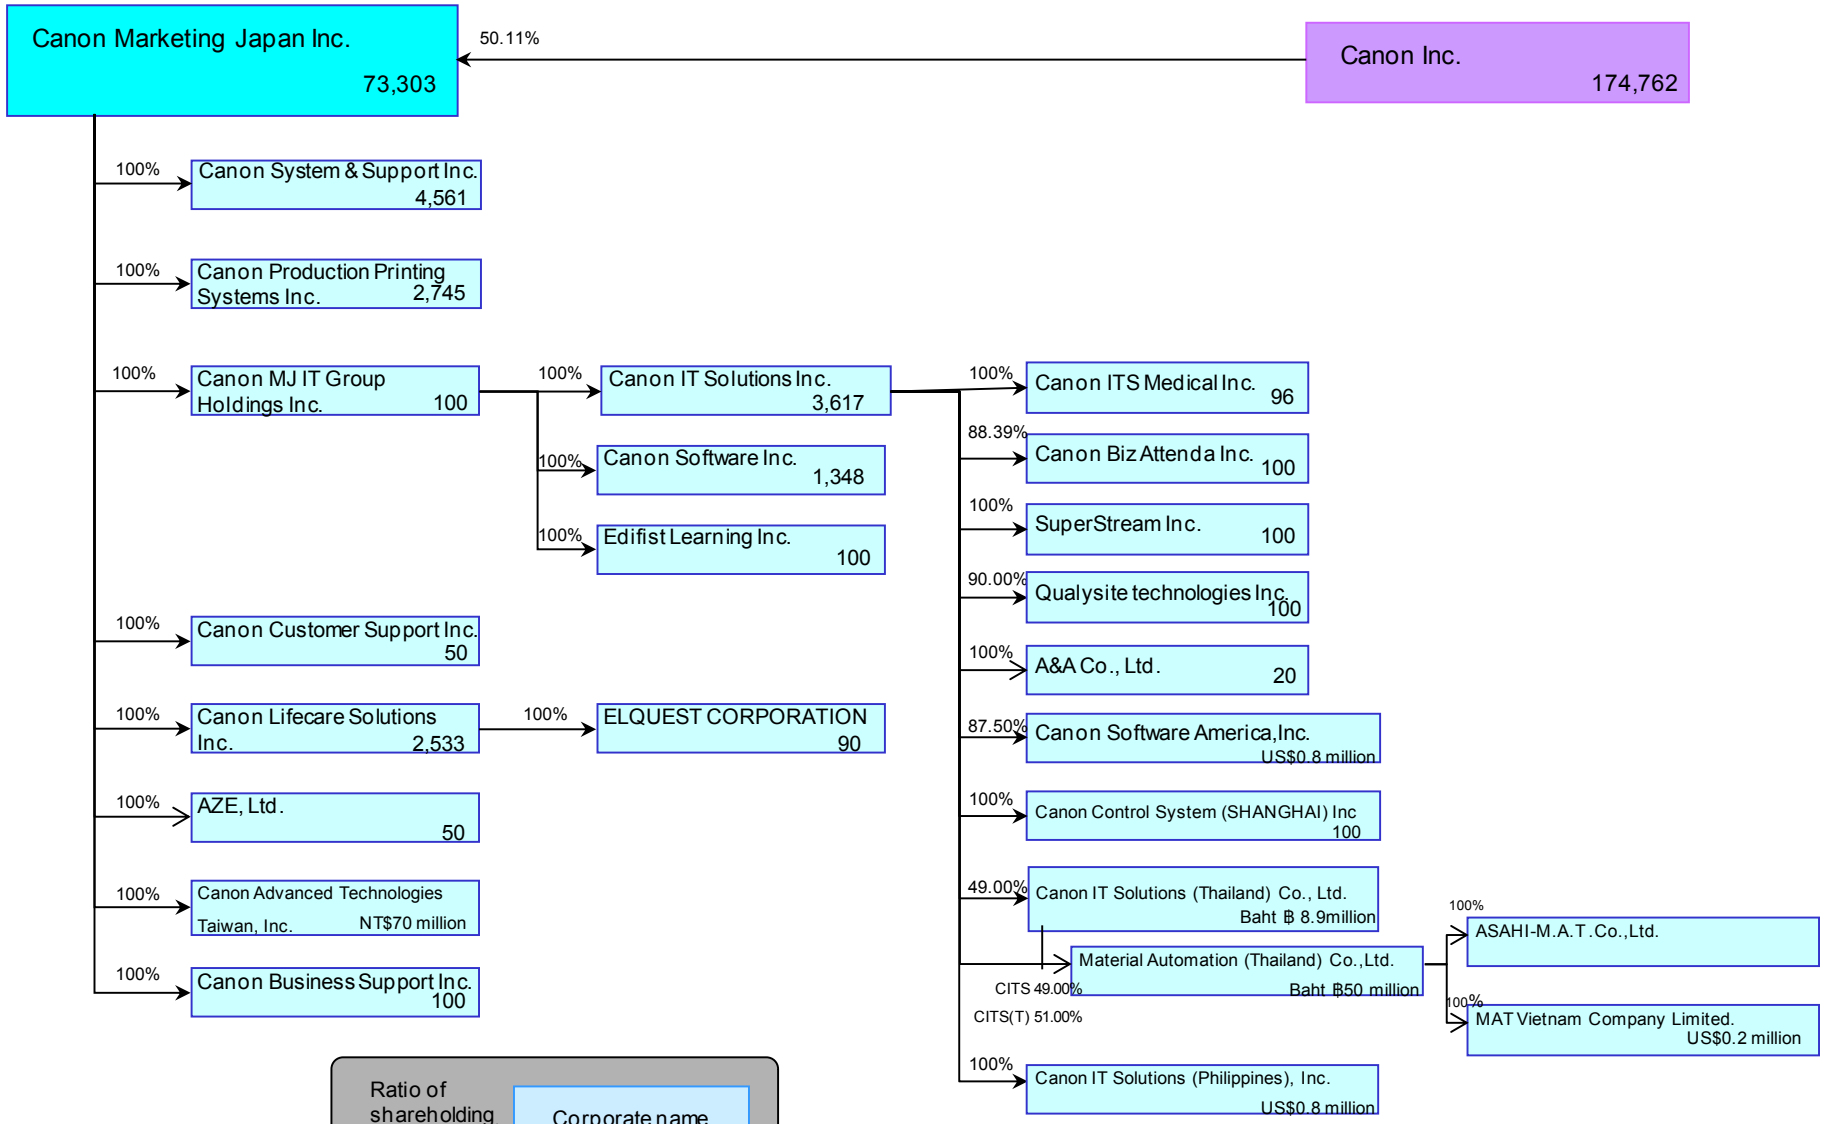 Canon Marketing Japan Inc.
73,303
50.11%
Canon Inc.
174,762
100%
Canon System & Support Inc.
4,561
100%
Canon Production Printing
Systems Inc.
2,745
100%
Canon MJ IT Group
Holdings Inc.
100
100%
Canon IT Solutions Inc.
3,617
100%
Canon Software Inc.
1,348
100%
Edifist Learning Inc.
100
100%
Canon ITS Medical Inc.
96
88.39%
Canon Biz Attenda Inc.
100
100%
SuperStream Inc.
100
90.00%
Qualysite technologies Inc.
100
100%
A&A Co., Ltd.
20
87.50%
Canon Software America,Inc.
US$0.8 million
100%
Canon Control System (SHANGHAI) Inc
100
49.00%
Canon IT Solutions (Thailand) Co., Ltd.
Baht ฿ 8.9million
Material Automation (Thailand) Co.,Ltd.
Baht ฿50 million
CITS 49.00%
CITS(T) 51.00%
100%
ASAHI-M.A.T.Co.,Ltd.
100%
MAT Vietnam Company Limited.
US$0.2 million
100%
Canon IT Solutions (Philippines), Inc.
US$0.8 million
100%
Canon Customer Support Inc.
50
100%
Canon Lifecare Solutions
Inc.
2,533
100%
ELQUEST CORPORATION
90
100%
AZE, Ltd.
50
100%
Canon Advanced Technologies
Taiwan, Inc.
NT$70 million
100%
Canon Business Support Inc.
100
Ratio of
shareholding
Corporate name